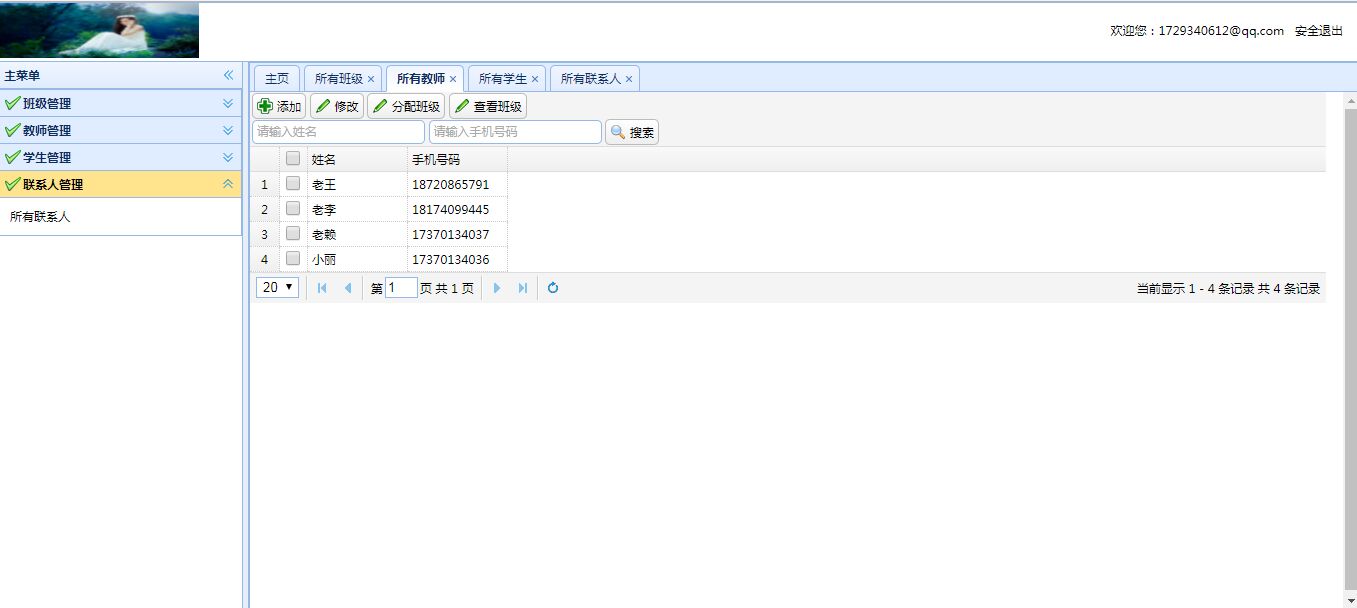 欢迎您：1729340612@qq.com 安全退出
主菜单
班级管理
教师管理
学生管理
联系人管理
所有联系人
主页 所有班级 所有教师 所有学生 所有联系人
添加 修改 分配班级 查看班级
请输入姓名 请输入手机号码 搜索
姓名 手机号码
1 老王 18720865791
2 老李 18174099445
3 老赖 17370134037
4 小丽 17370134036
20 第 1 页 共 1 页 当前显示 1 - 4 条记录 共 4 条记录